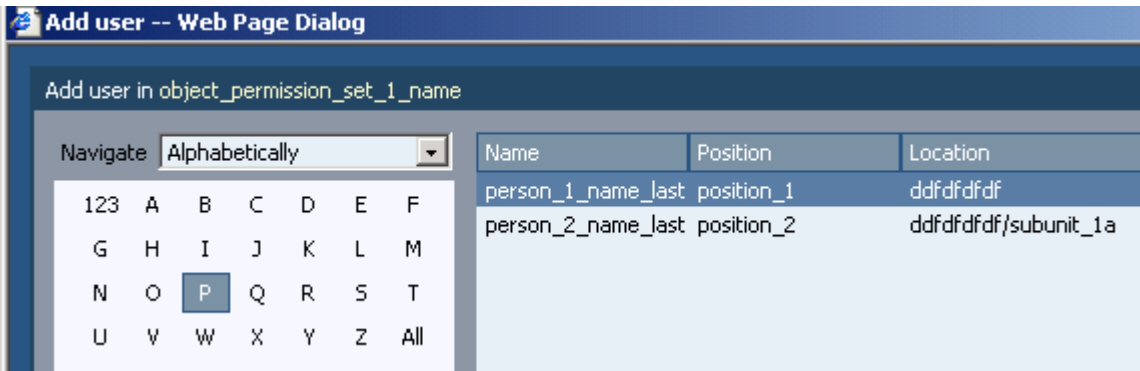 Add user -- Web Page Dialog
Add user in object_permission_set_1_name
Navigate Alphabetically
123 A B C D E F
G H I J K L M
N O P Q R S T
U V W X Y Z All
Name Position Location
person_1_name_last position_1 ddfdfdfdf
person_2_name_last position_2 ddfdfdfdf/subunit_1a